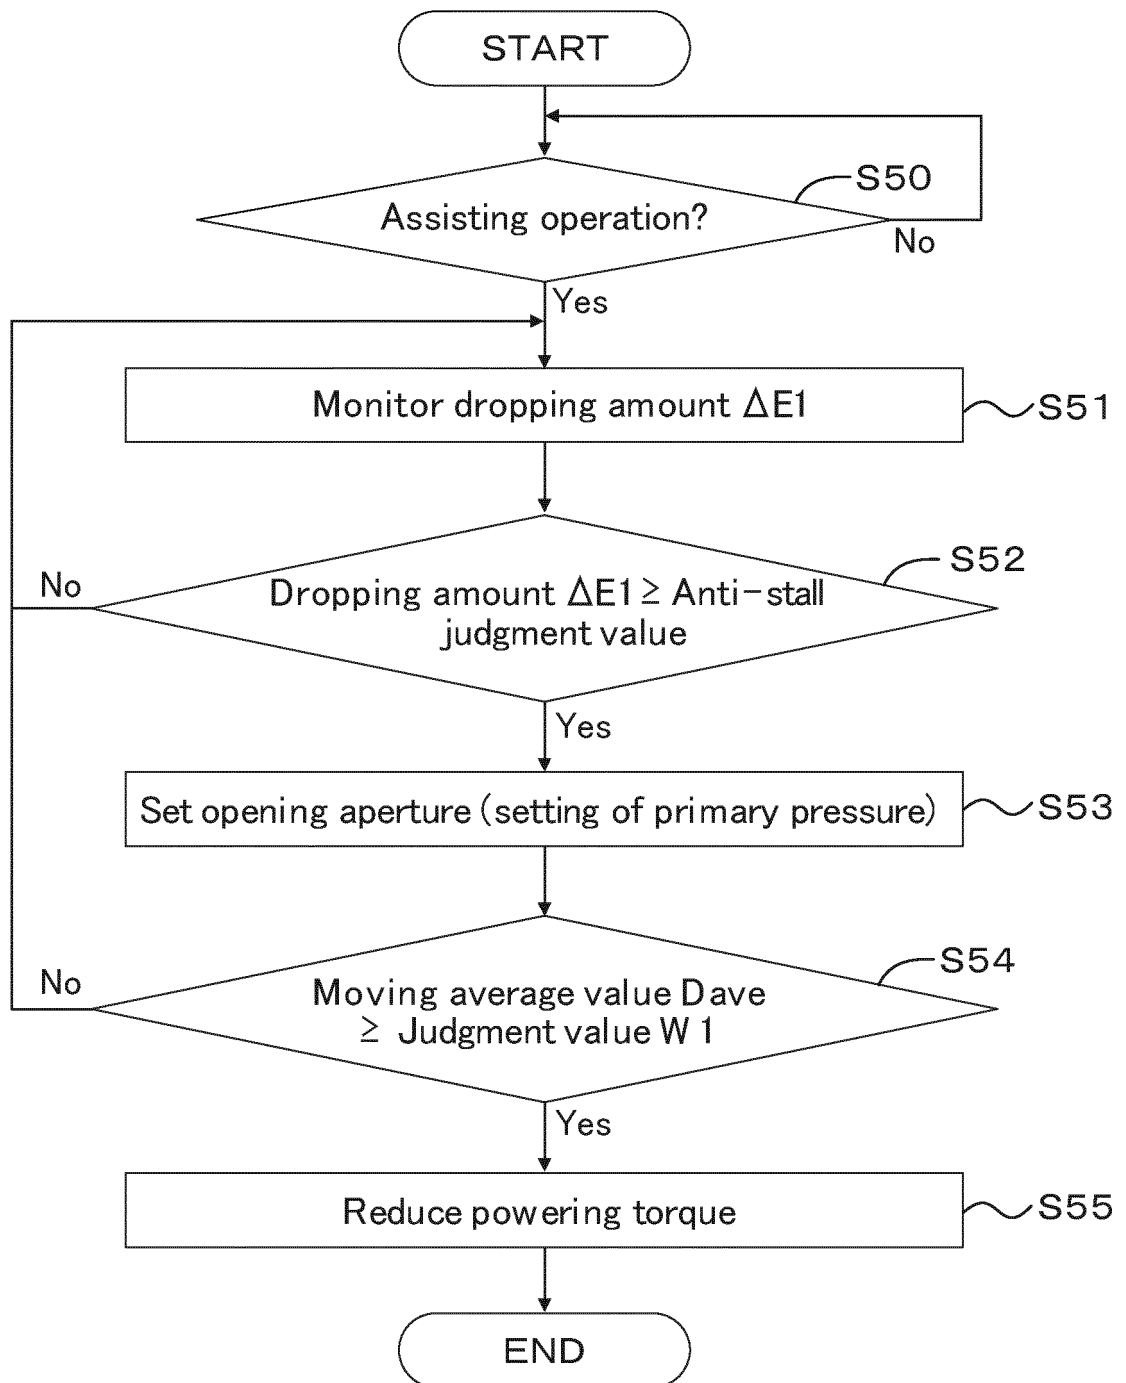 START
S50
Assisting operation?
No
Yes
Monitor dropping amount ΔE1
S51
S52
No
Dropping amount ΔE1 ≥ Anti-stall
judgment value
Yes
Set opening aperture (setting of primary pressure)
S53
S54
No
Moving average value Dave
≥ Judgment value W1
Yes
Reduce powering torque
S55
END